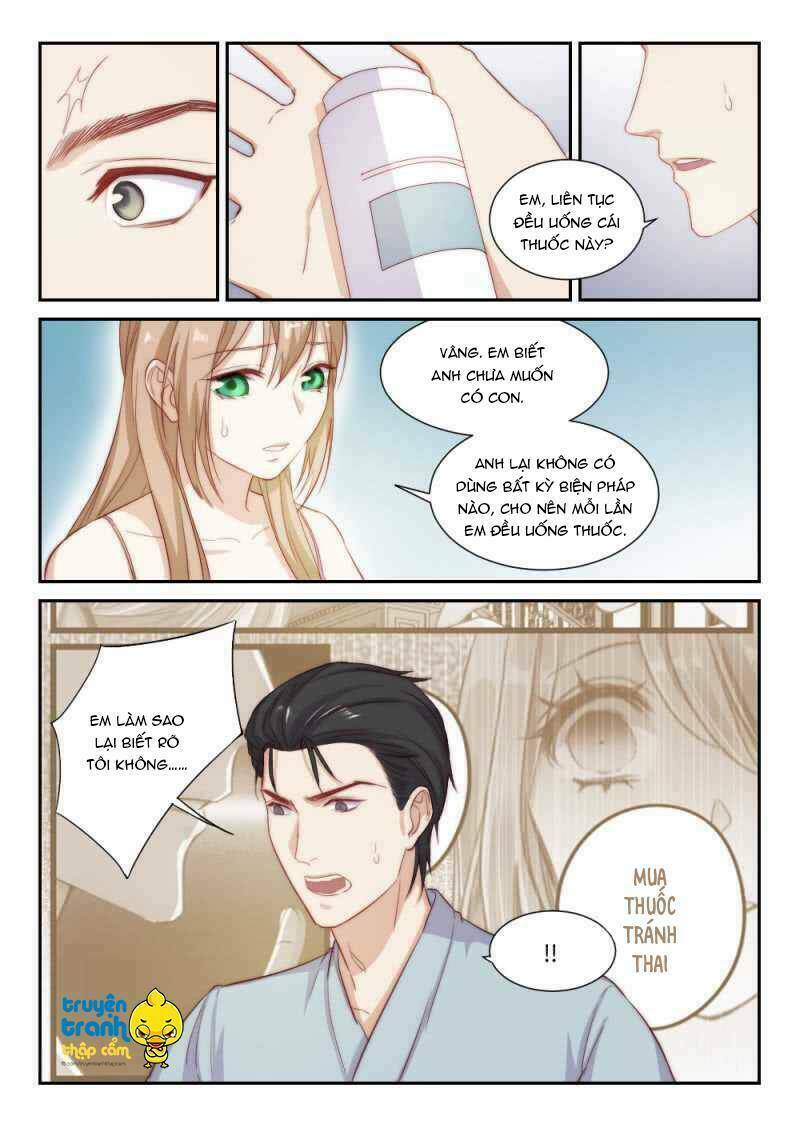 EM, LIÊN TỤC
ĐỀU UỐNG CÁI
THUỐC NÀY?
VÂNG. EM BIẾT
ANH CHƯA MUỐN
CÓ CON.
ANH LẠI KHÔNG CÓ
DÙNG BẤT KỲ BIỆN PHÁP
NÀO, CHO NÊN MỖI LẦN
EM ĐỀU UỐNG THUỐC.
EM LÀM SAO
LẠI BIẾT RÕ
TÔI KHÔNG......
MUA
THUỐC
TRÁNH
THAI
!!
truyện
tranh
thập cẩm